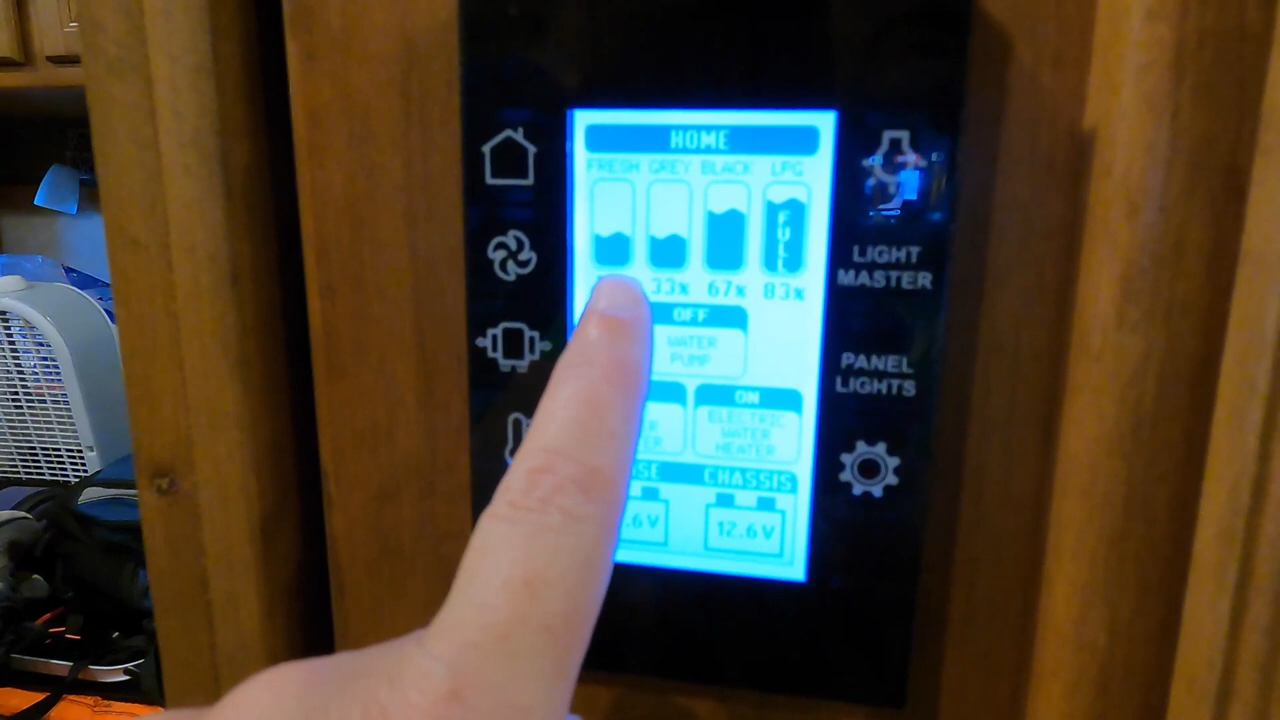 HOME
FRESH GREY BLACK LPG
FULL
33% 67% 83%
OFF
WATER
PUMP
ON
ELECTRIC
WATER
HEATER
CHASSIS
.6V
12.6V
LIGHT
MASTER
PANEL
LIGHTS